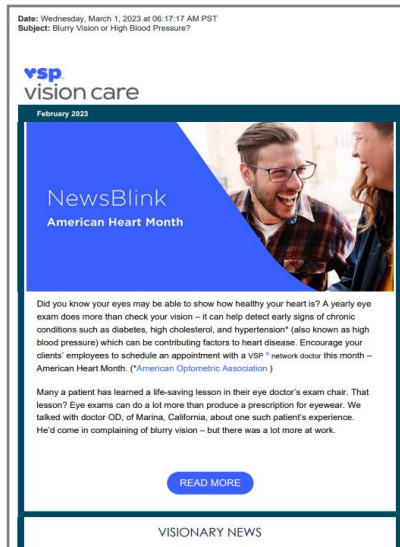 Date: Wednesday, March 1, 2023 at 06:17:17 AM PST
Subject: Blurry Vision or High Blood Pressure?
vsp
vision care
February 2023
NewsBlink
American Heart Month
Did you know your eyes may be able to show how healthy your heart is? A yearly eye
exam does more than check your vision – it can help detect early signs of chronic
conditions such as diabetes, high cholesterol, and hypertension* (also known as high
blood pressure) which can be contributing factors to heart disease. Encourage your
clients' employees to schedule an appointment with a VSP ® network doctor this month –
American Heart Month. (*American Optometric Association )
Many a patient has learned a life-saving lesson in their eye doctor's exam chair. That
lesson? Eye exams can do a lot more than produce a prescription for eyewear. We
talked with doctor OD, of Marina, California, about one such patient's experience.
He'd come in complaining of blurry vision – but there was a lot more at work.
READ MORE
VISIONARY NEWS